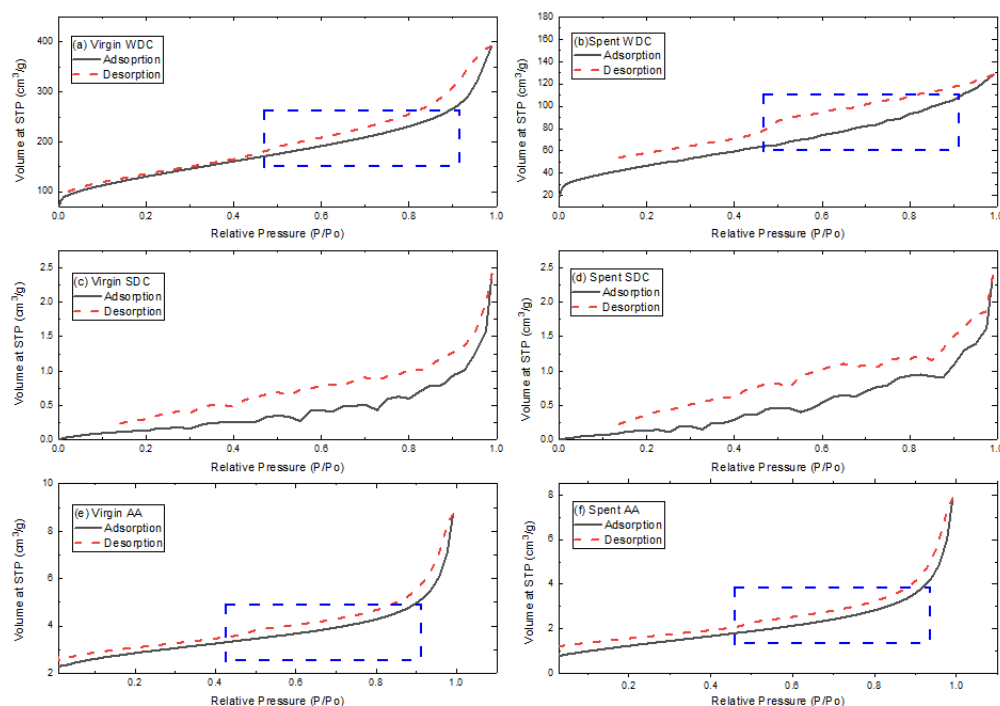 (a) Virgin WDC
Adsorption
Desorption
Volume at STP (cm³/g)
400
300
200
100
0.0 0.2 0.4 0.6 0.8 1.0
Relative Pressure (P/Po)
(b)Spent WDC
Adsorption
Desorption
Volume at STP (cm³/g)
180
160
140
120
100
80
60
40
20
0.0 0.2 0.4 0.6 0.8 1.0
Relative Pressure (P/Po)
(c) Virgin SDC
Adsorption
Desorption
Volume at STP (cm³/g)
2.5
2.0
1.5
1.0
0.5
0.0
0.0 0.2 0.4 0.6 0.8 1.0
Relative Pressure (P/Po)
(d) Spent SDC
Adsorption
Desorption
Volume at STP (cm³/g)
2.5
2.0
1.5
1.0
0.5
0.0
0.0 0.2 0.4 0.6 0.8 1.0
Relative Pressure (P/Po)
(e) Virgin AA
Adsorption
Desorption
Volume at STP (cm³/g)
10
8
6
4
2
0.2 0.4 0.6 0.8 1.0
Relative Pressure (P/Po)
(f) Spent AA
Adsorption
Desorption
Volume at STP (cm³/g)
8
6
4
2
0
0.2 0.4 0.6 0.8 1.0
Relative Pressure (P/Po)